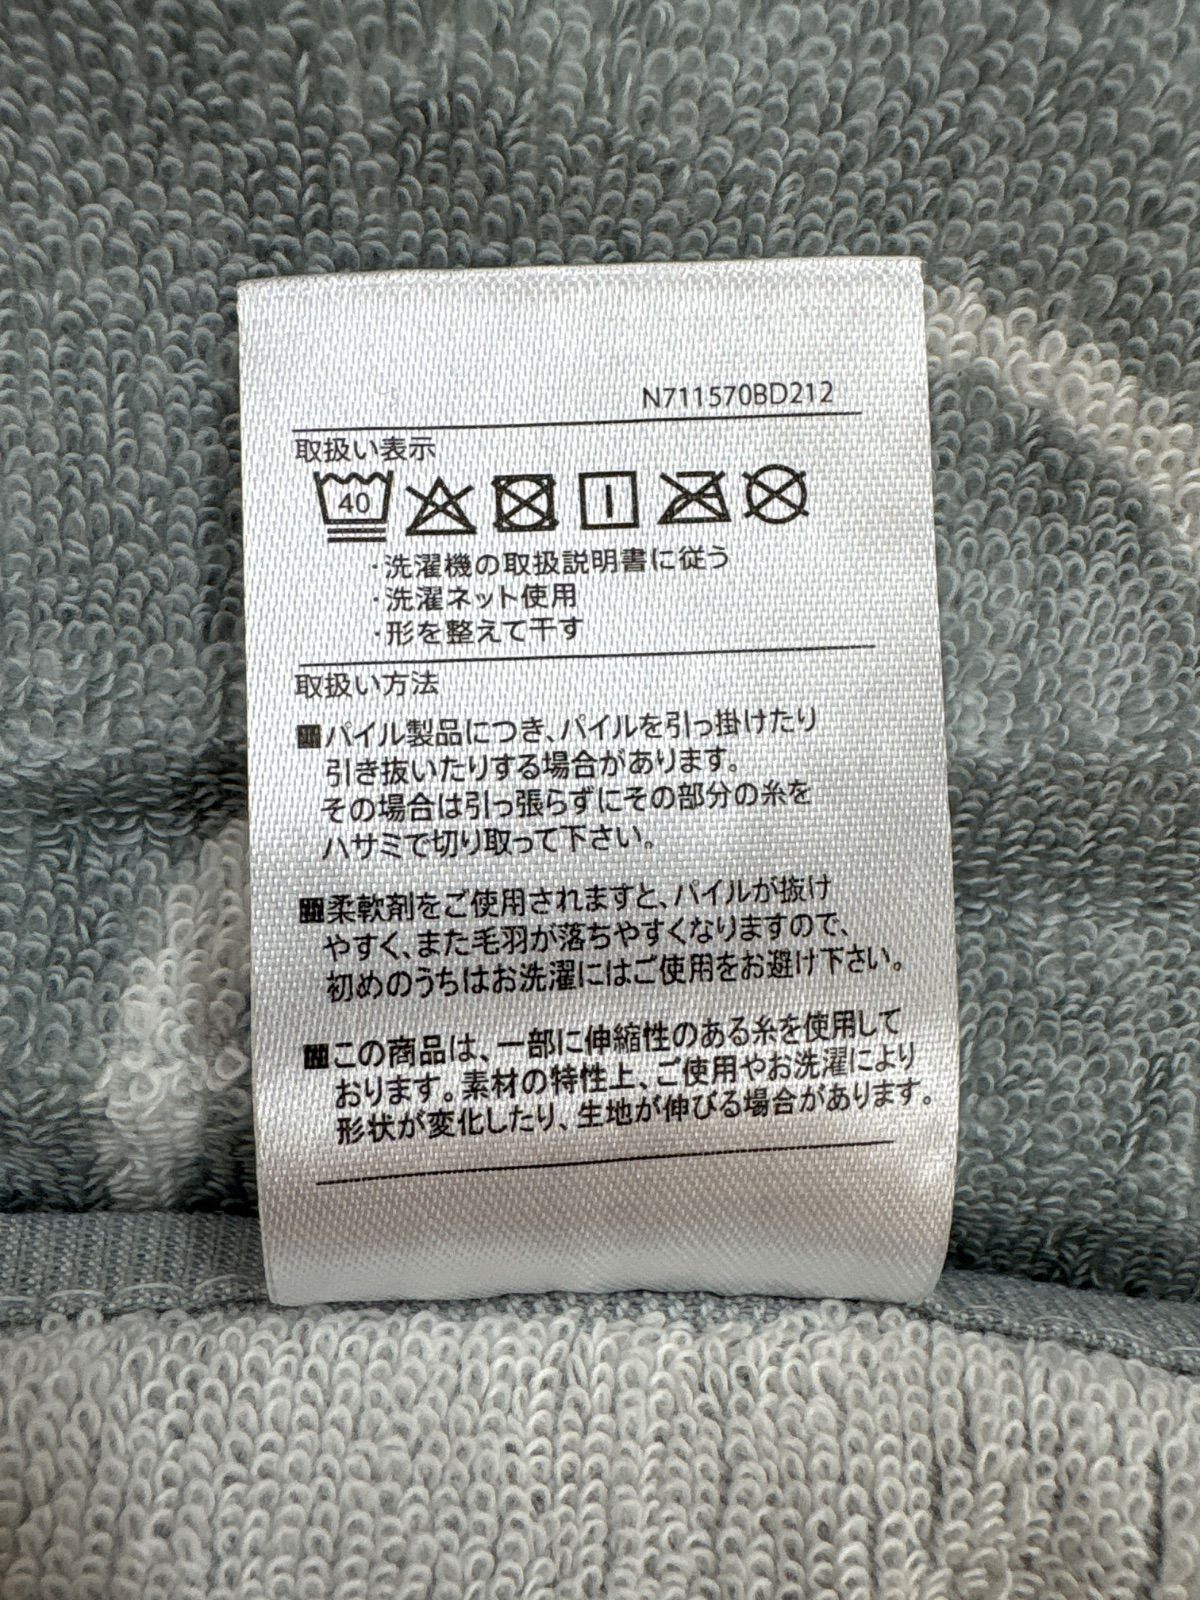 N711570BD212
取扱い表示
40
・洗濯機の取扱説明書に従う
・洗濯ネット使用
・形を整えて干す
取扱い方法
■パイル製品につき、パイルを引っ掛けたり
引き抜いたりする場合があります。
その場合は引っ張らずにその部分の糸を
ハサミで切り取って下さい。
■柔軟剤をご使用されますと、パイルが抜け
やすく、また毛羽が落ちやすくなりますので、
初めのうちはお洗濯にはご使用をお避け下さい。
■この商品は、一部に伸縮性のある糸を使用して
おります。素材の特性上、ご使用やお洗濯により
形状が変化したり、生地が伸びる場合があります。